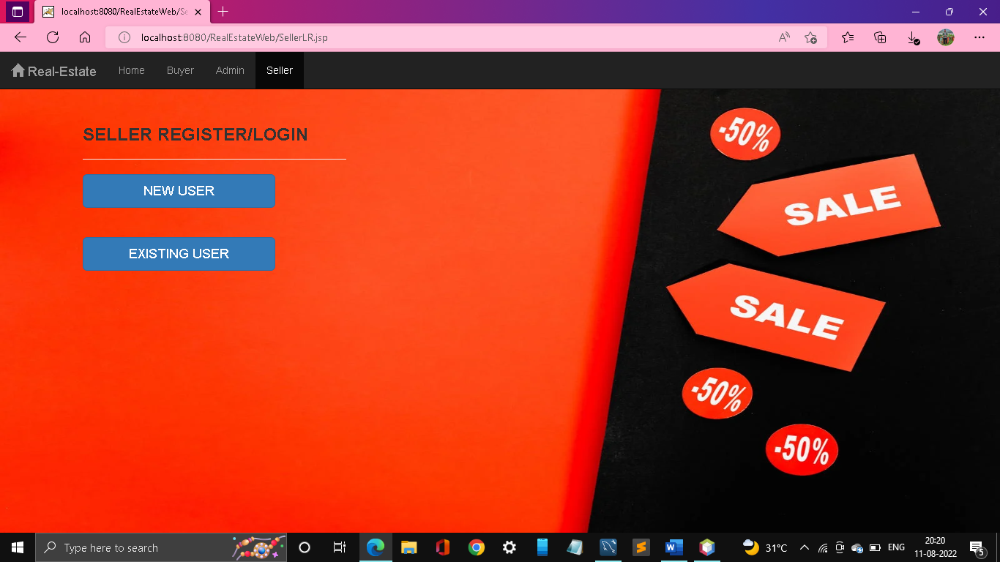 localhost:8080/RealEstateWeb/Se
localhost:8080/RealEstateWeb/SellerLR.jsp
Real-Estate Home Buyer Admin Seller
SELLER REGISTER/LOGIN
NEW USER
EXISTING USER
-50%
SALE
SALE
-50%
-50%
Type here to search
31°C
ENG
20:20
11-08-2022
5